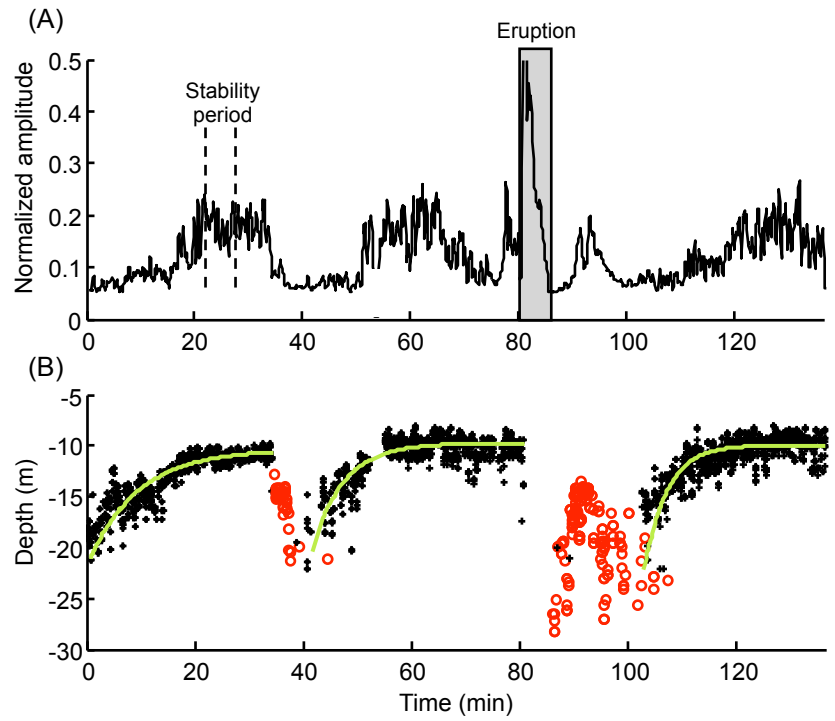 (A)
Eruption
Stability
period
Normalized amplitude
0.5
0.4
0.3
0.2
0.1
0
0 20 40 60 80 100 120
(B)
Depth (m)
-5
-10
-15
-20
-25
-30
0 20 40 60 80 100 120
Time (min)